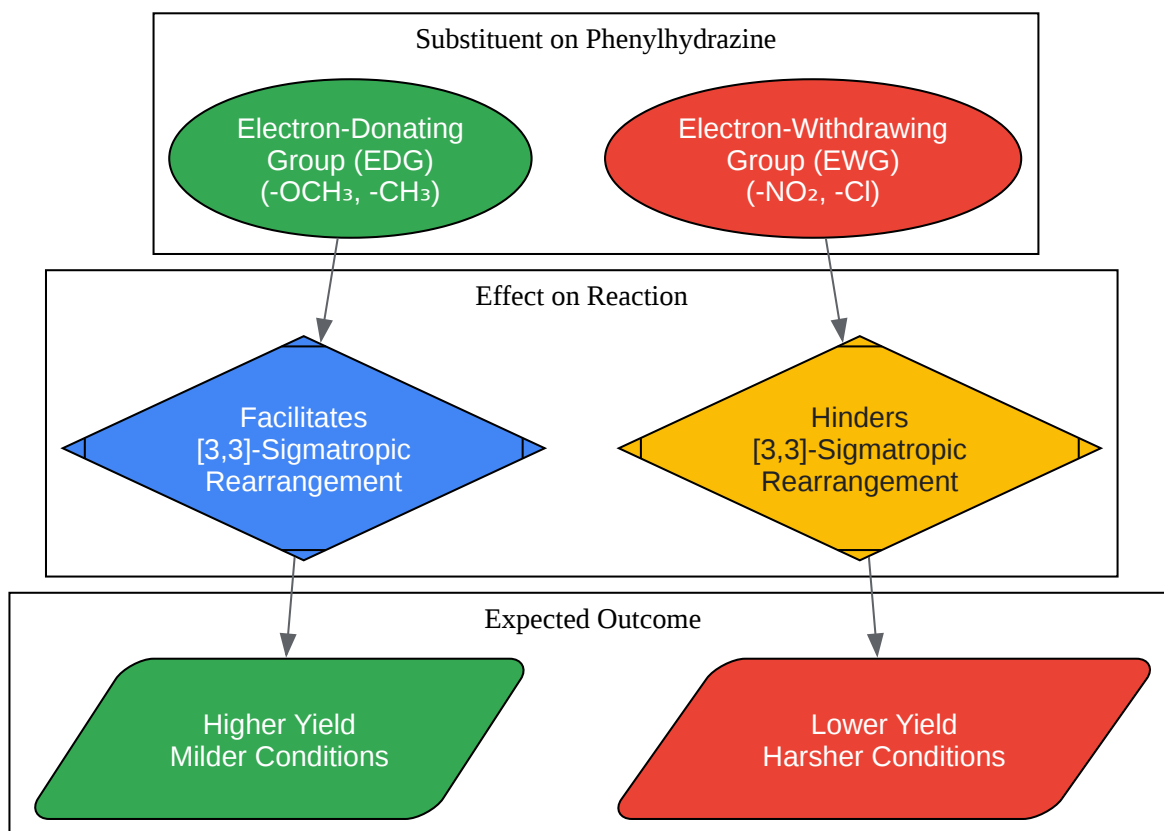 Substituent on Phenylhydrazine
Electron-Donating
Group (EDG)
(-OCH₃, -CH₃)
Electron-Withdrawing
Group (EWG)
(-NO₂, -Cl)
Effect on Reaction
Facilitates
[3,3]-Sigmatropic
Rearrangement
Hinders
[3,3]-Sigmatropic
Rearrangement
Expected Outcome
Higher Yield
Milder Conditions
Lower Yield
Harsher Conditions